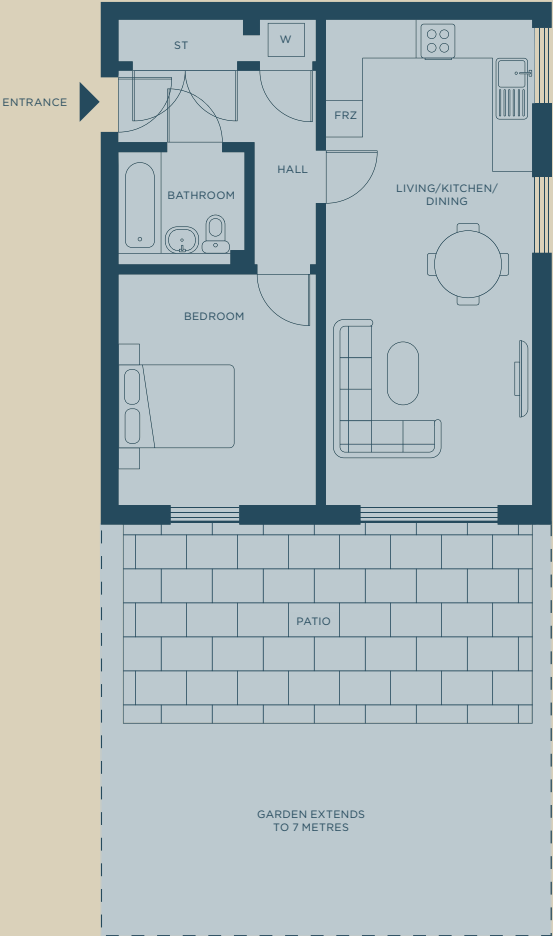 ST
W
ENTRANCE
FRZ
HALL
BATHROOM
LIVING/KITCHEN/
DINING
BEDROOM
PATIO
GARDEN EXTENDS
TO 7 METRES